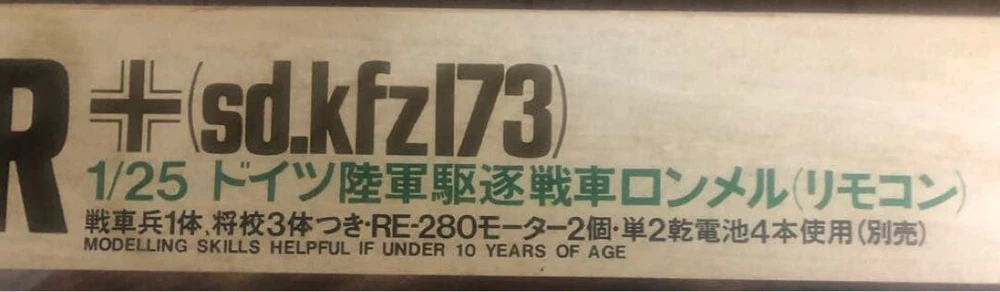 R (sd.kfz173)
1/25 ドイツ陸軍駆逐戦車ロンメル(リモコン)
戦車兵1体,将校3体つき・RE-280モーター2個・単2乾電池4本使用(別売)
MODELLING SKILLS HELPFUL IF UNDER 10 YEARS OF AGE